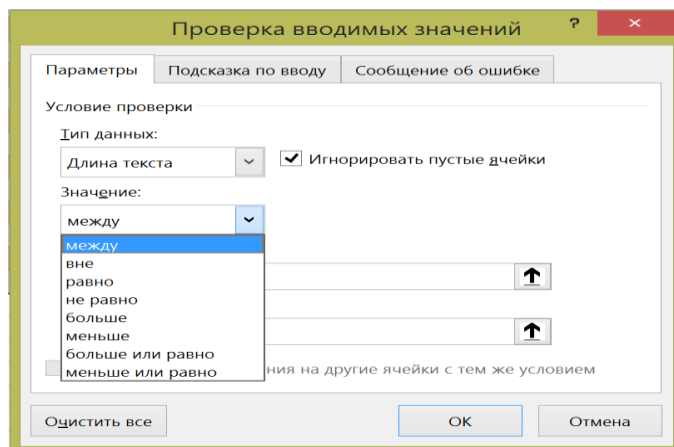 Проверка вводимых значений ? ×
Параметры Подсказка по вводу Сообщение об ошибке
Условие проверки
Тип данных:
Длина текста Игнорировать пустые ячейки
Значение:
между
между
вне
равно
не равно
больше
меньше
больше или равно
меньше или равно
ния на другие ячейки с тем же условием
Очистить все ОК Отмена